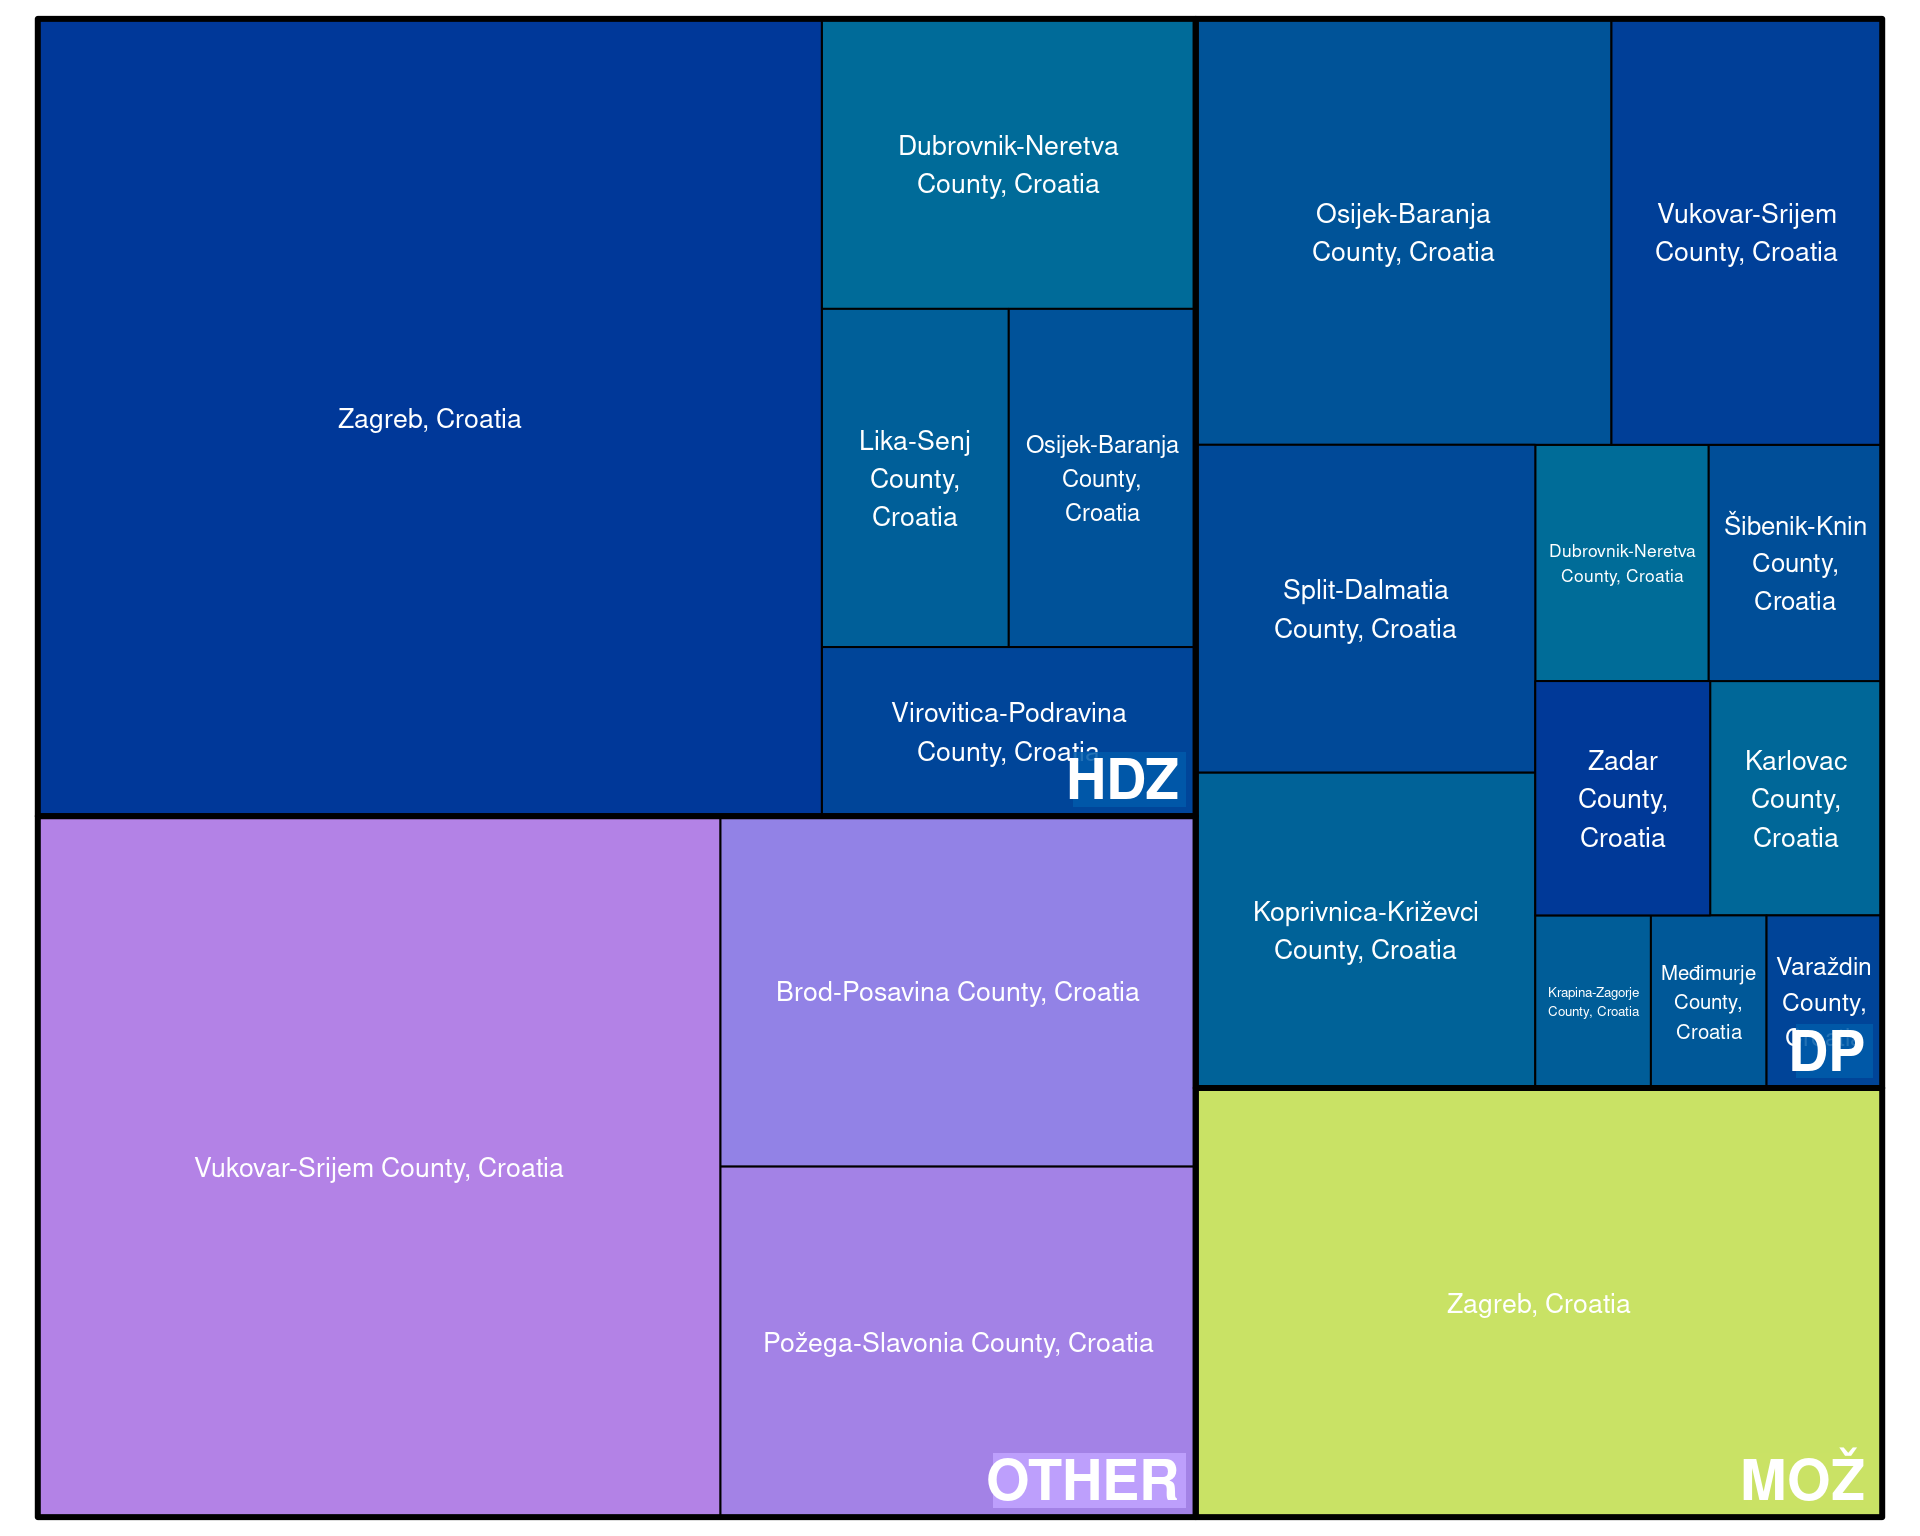 Zagreb, Croatia
Dubrovnik-Neretva
County, Croatia
Lika-Senj
County,
Croatia
Osijek-Baranja
County,
Croatia
Virovitica-Podravina
County, Croatia
HDZ
Vukovar-Srijem County, Croatia
Brod-Posavina County, Croatia
Požega-Slavonia County, Croatia
OTHER
Osijek-Baranja
County, Croatia
Vukovar-Srijem
County, Croatia
Split-Dalmatia
County, Croatia
Dubrovnik-Neretva
County, Croatia
Šibenik-Knin
County,
Croatia
Koprivnica-Križevci
County, Croatia
Zadar
County,
Croatia
Karlovac
County,
Croatia
Krapina-Zagorje
County, Croatia
Međimurje
County,
Croatia
Varaždin
County,
DP
Zagreb, Croatia
MOŽ